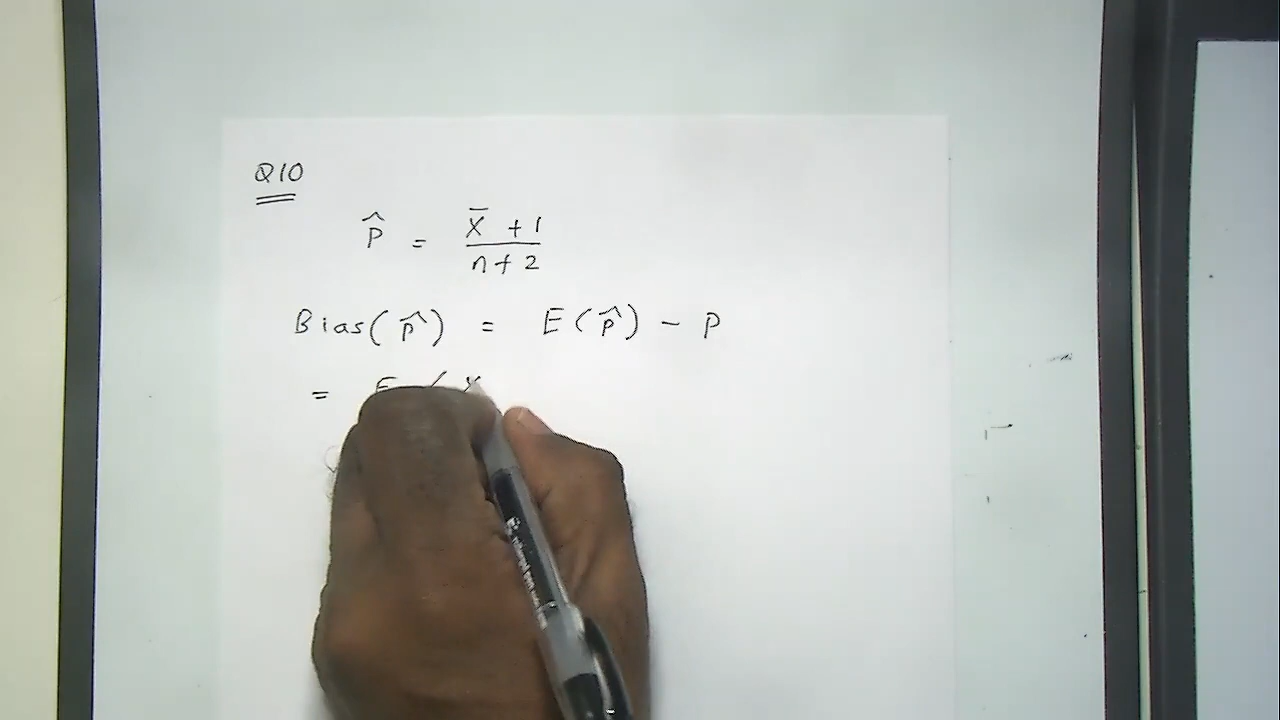 Q10
p̂ = (X̄ + 1) / (n + 2)
Bias(p̂) = E(p̂) - P
= E ( X